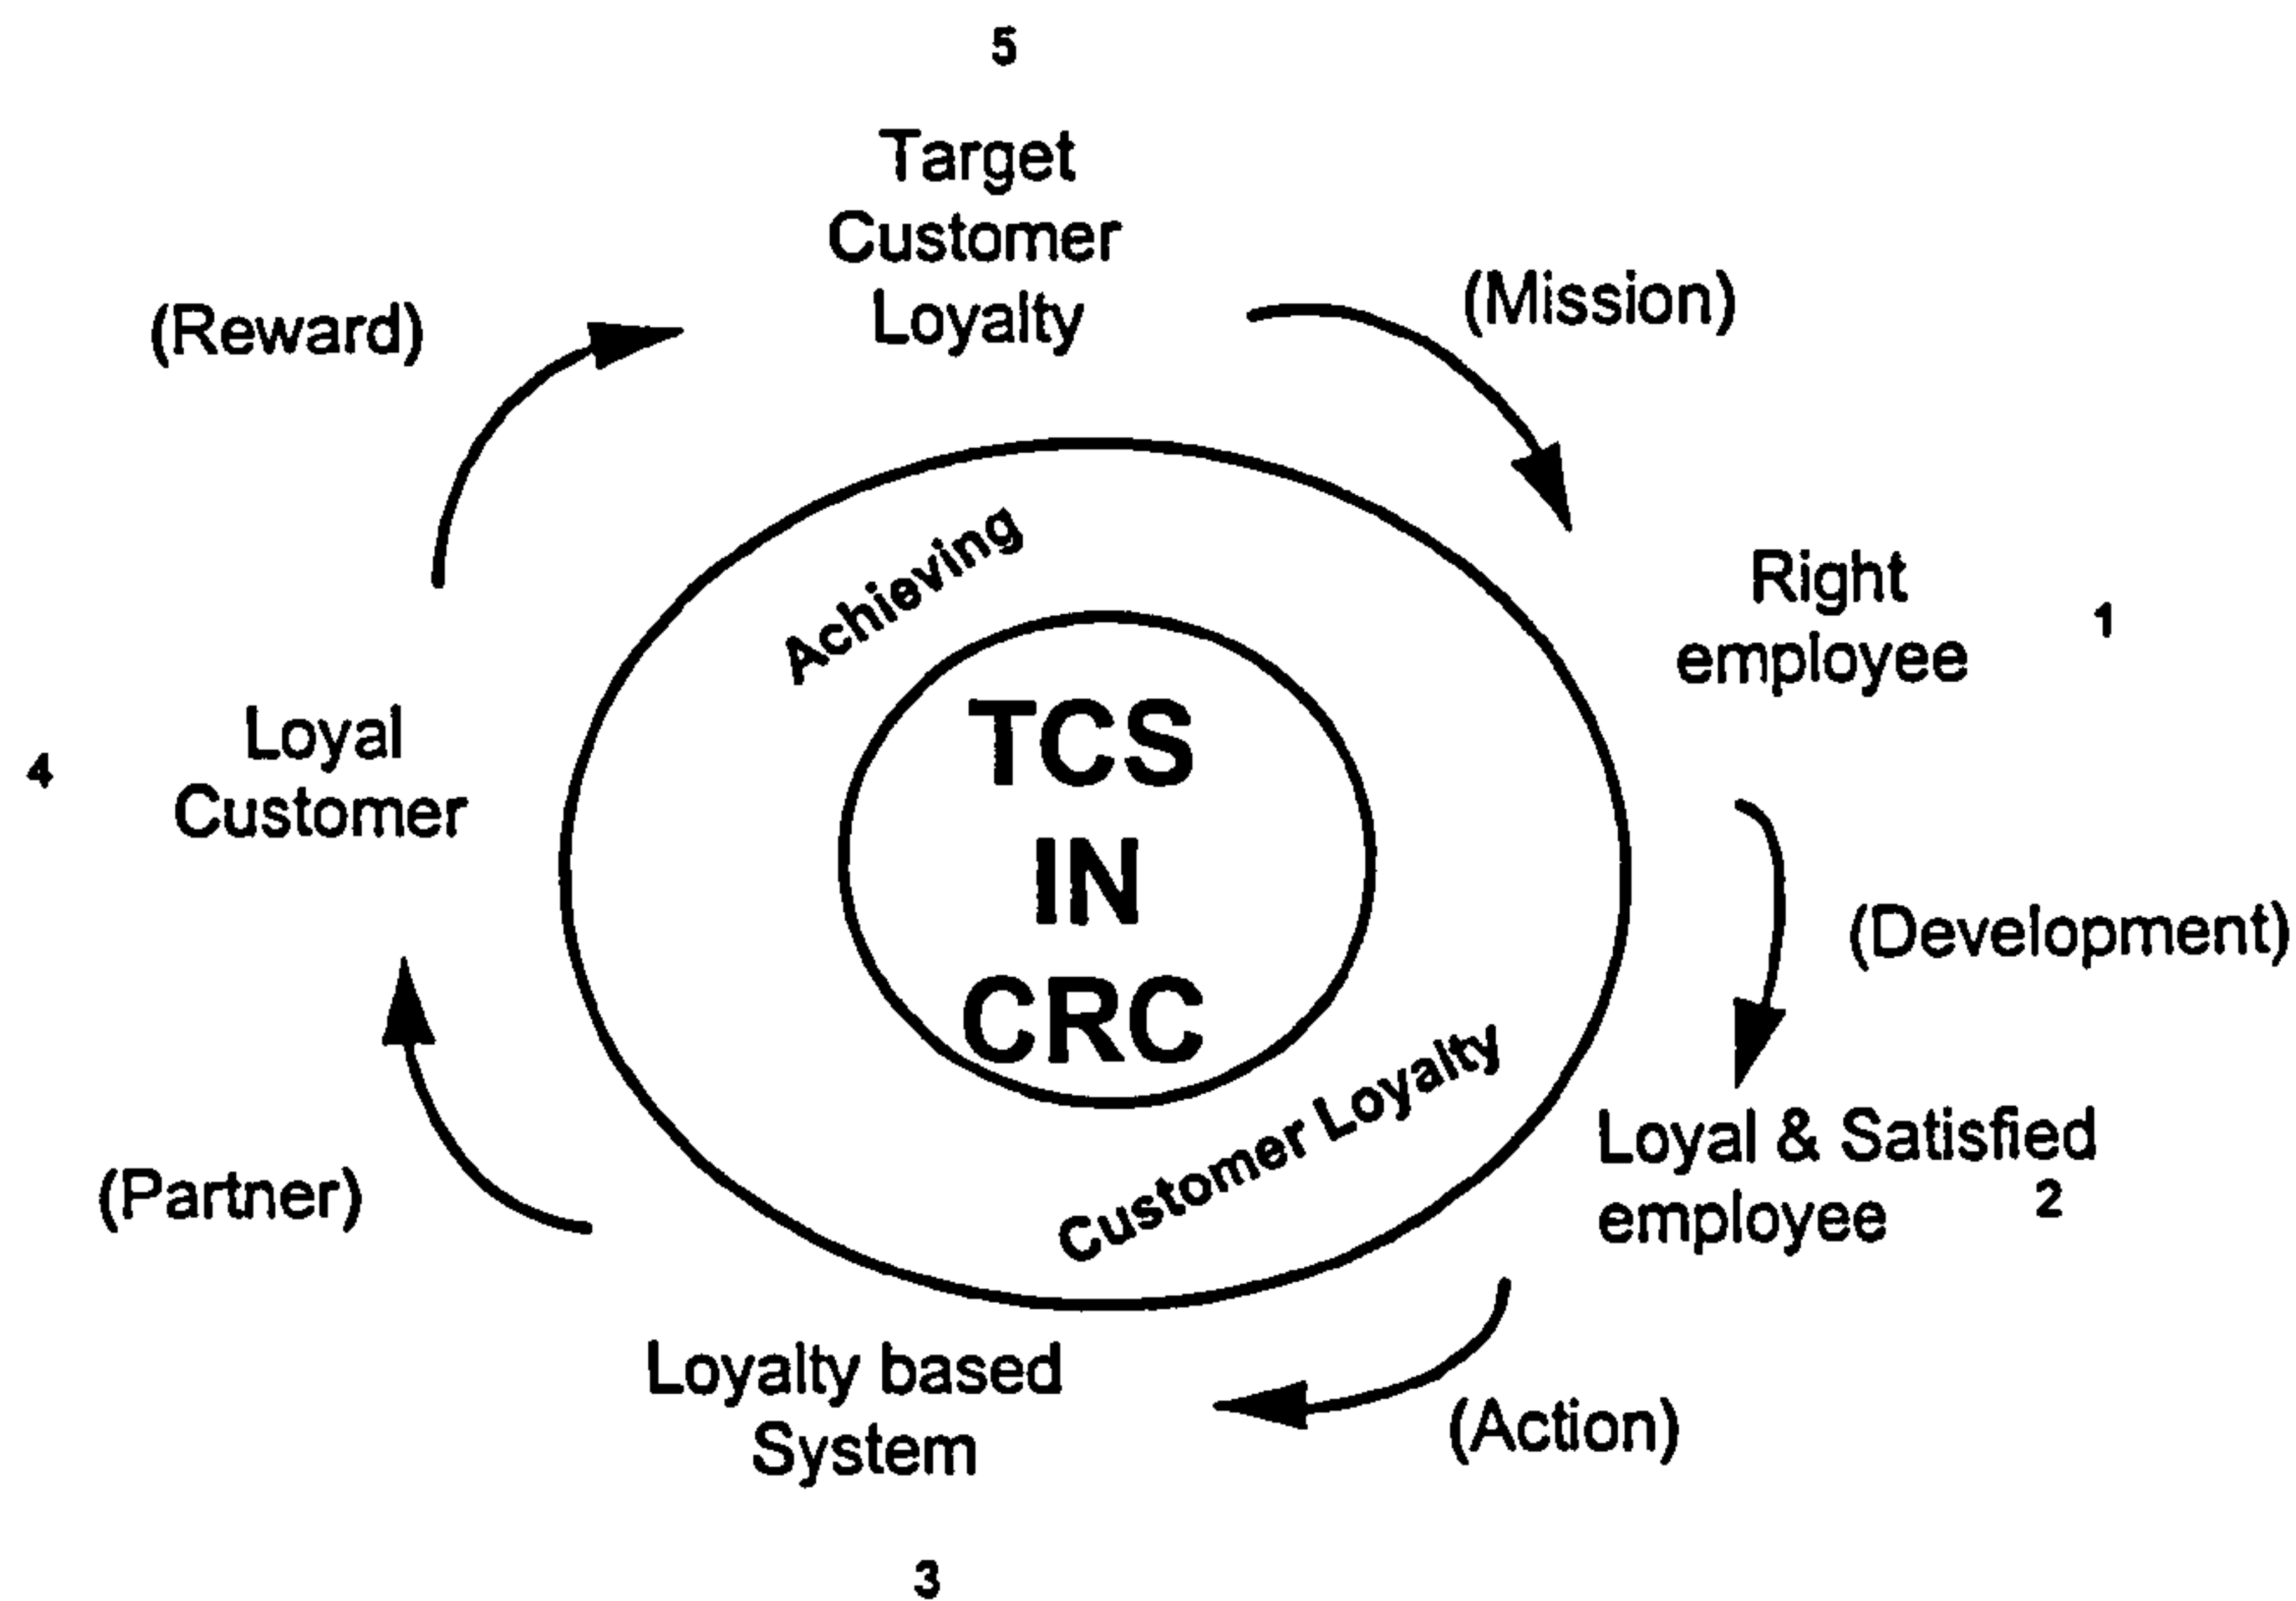 5
Target
Customer
Loyalty
(Mission)
(Reward)
Right
employee
1
Achieving
TCS
IN
CRC
Loyal
Customer
4
(Development)
Customer Loyalty
Loyal & Satisfied
employee
2
(Partner)
Loyalty based
System
(Action)
3